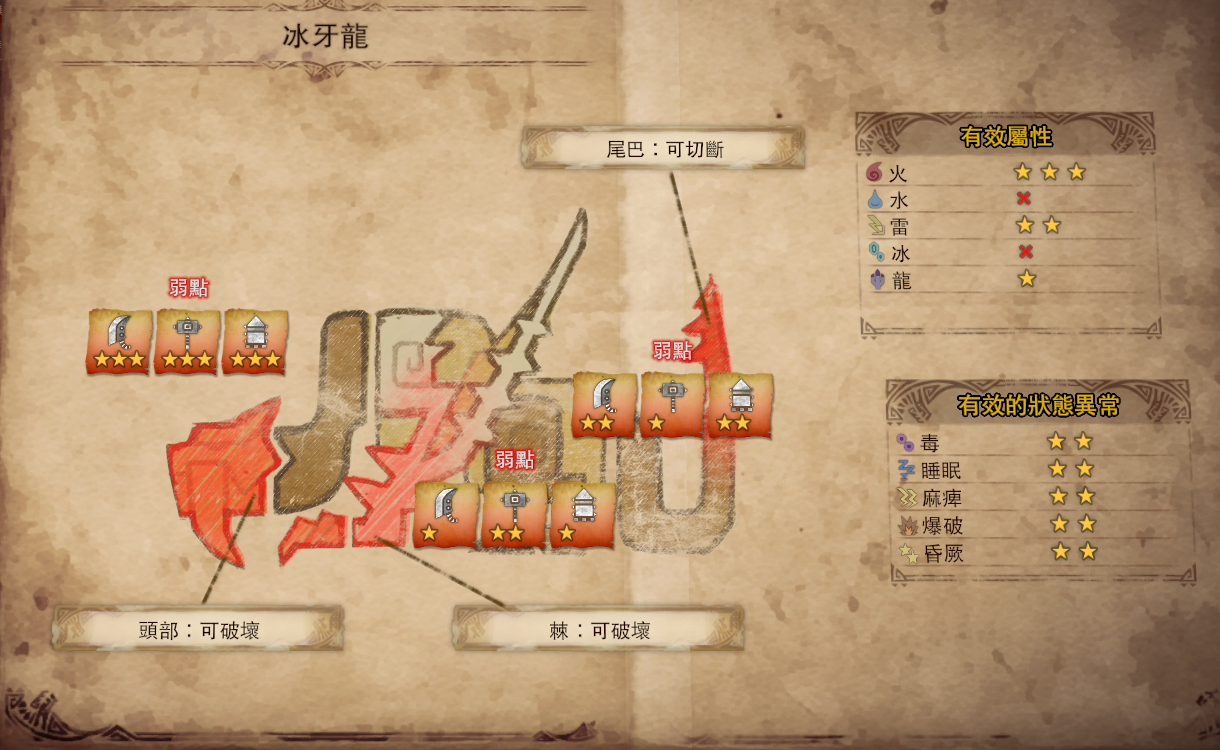 冰牙龍
尾巴：可切斷
有效屬性
火
水
雷
冰
龍
弱點
弱點
弱點
有效的狀態異常
毒
睡眠
麻痺
爆破
昏厥
頭部：可破壞
棘：可破壞